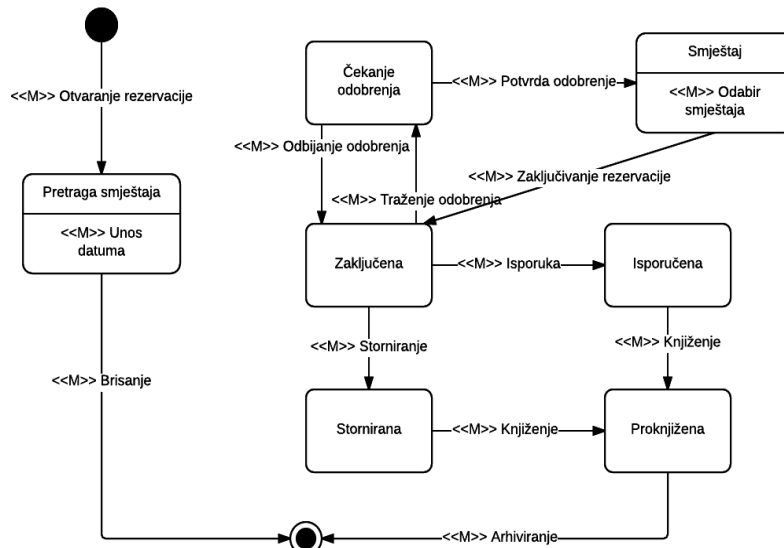 <<M>> Otvaranje rezervacije
Pretraga smještaja
<<M>> Unos
datuma
<<M>> Brisanje
Čekanje
odobrenja
<<M>> Potvrda odobrenje
Smještaj
<<M>> Odabir
smještaja
<<M>> Odbijanje odobrenja
<<M>> Zaključivanje rezervacije
<<M>> Traženje odobrenja
Zaključena
<<M>> Isporuka
Isporučena
<<M>> Storniranje
<<M>> Knjiženje
Stornirana
<<M>> Knjiženje
Proknjižena
<<M>> Arhiviranje